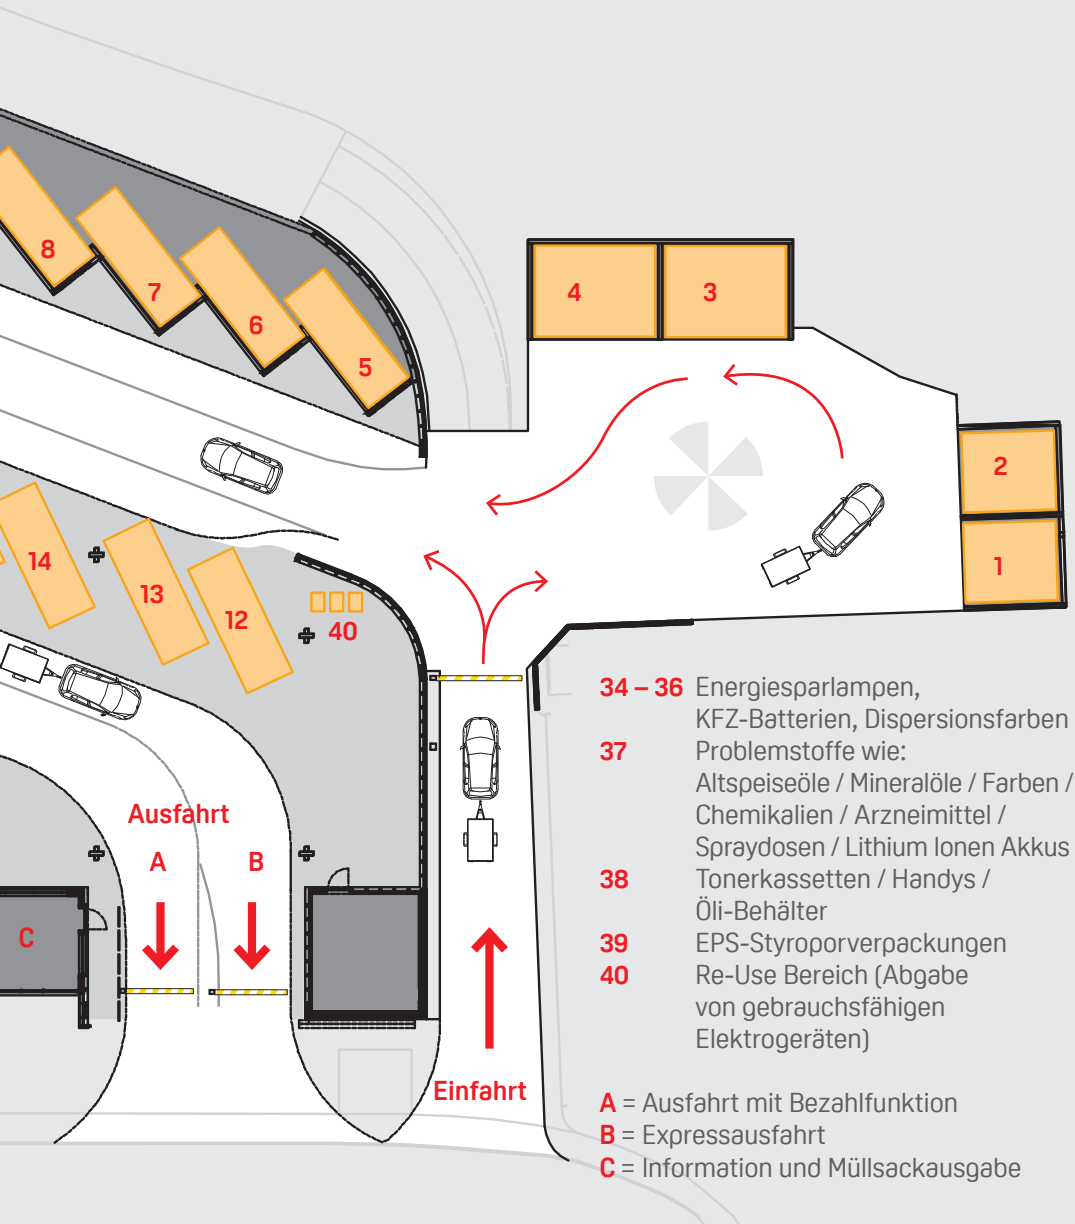 8
7
6
5
4
3
2
1
14
13
12
40
34 – 36 Energiesparlampen,
KFZ-Batterien, Dispersionsfarben
37 Problemstoffe wie:
Altspeiseöle / Mineralöle / Farben /
Chemikalien / Arzneimittel /
Spraydosen / Lithium Ionen Akkus
38 Tonerkassetten / Handys /
Öli-Behälter
39 EPS-Styroporverpackungen
40 Re-Use Bereich (Abgabe
von gebrauchsfähigen
Elektrogeräten)
Ausfahrt
A B
C
Einfahrt
A = Ausfahrt mit Bezahlfunktion
B = Expressausfahrt
C = Information und Müllsackausgabe